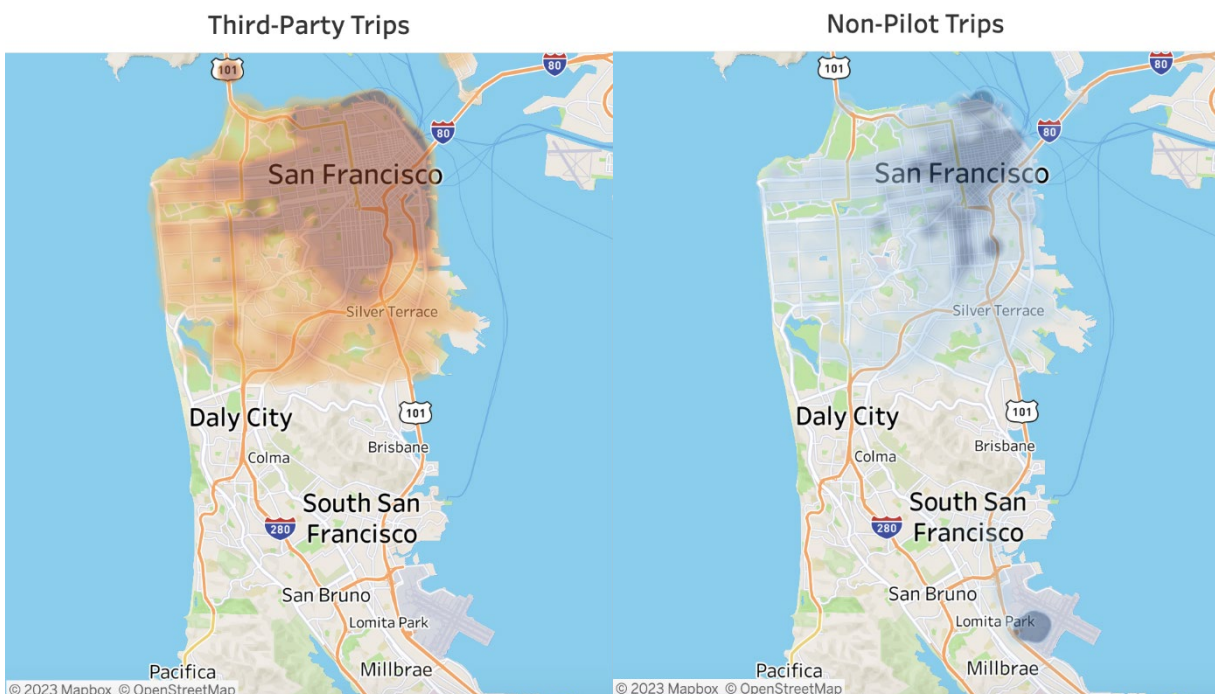 Third-Party Trips
101
80
80
San Francisco
Silver Terrace
Daly City
101
Brisbane
Colma
South San
Francisco
280
San Bruno
Lomita Park
Millbrae
Pacifica
© 2023 Mapbox © OpenStreetMap
Non-Pilot Trips
101
80
80
San Francisco
Silver Terrace
Daly City
101
Brisbane
Colma
South San
Francisco
280
San Bruno
Lomita Park
Millbrae
Pacifica
© 2023 Mapbox © OpenStreetMap